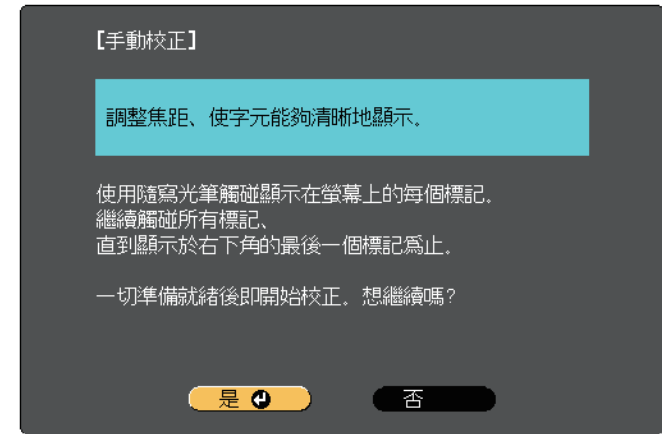 【手動校正】
調整焦距、使字元能夠清晰地顯示。
使用隨寫光筆觸碰顯示在螢幕上的每個標記。
繼續觸碰所有標記、
直到顯示於右下角的最後一個標記爲止。
一切準備就緒後即開始校正。想繼續嗎?
是
否